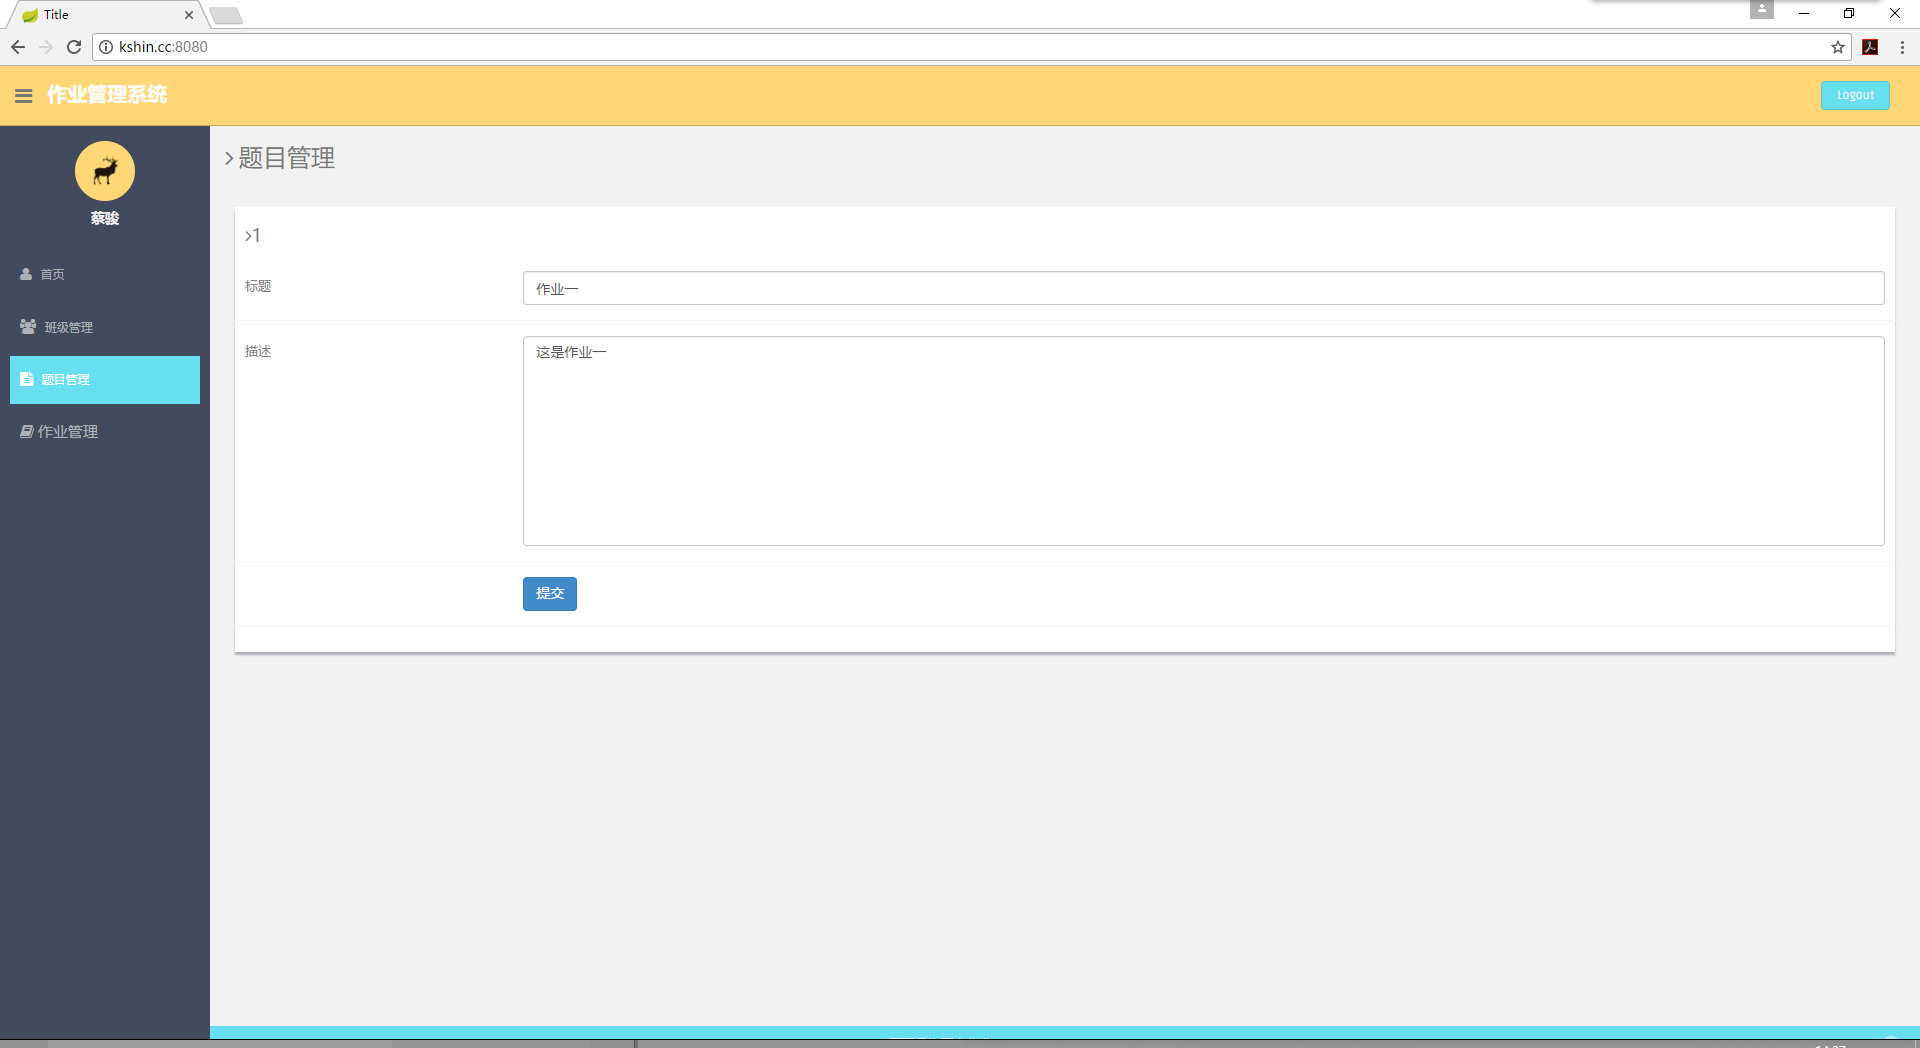 Title
kshin.cc:8080
作业管理系统
Logout
蔡骏
首页
班级管理
题目管理
作业管理
题目管理
1
标题
作业一
描述
这是作业一
提交